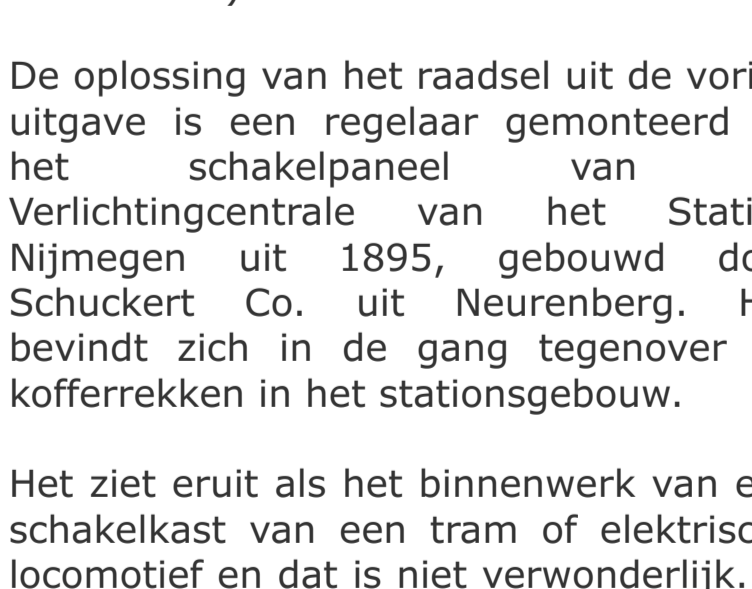 De oplossing van het raadsel uit de vori
uitgave is een regelaar gemonteerd
het schakelpaneel van
Verlichtingcentrale van het Stati
Nijmegen uit 1895, gebouwd do
Schuckert Co. uit Neurenberg. H
bevindt zich in de gang tegenover
kofferrekken in het stationsgebouw.
Het ziet eruit als het binnenwerk van e
schakelkast van een tram of elektrisc
locomotief en dat is niet verwonderlijk.